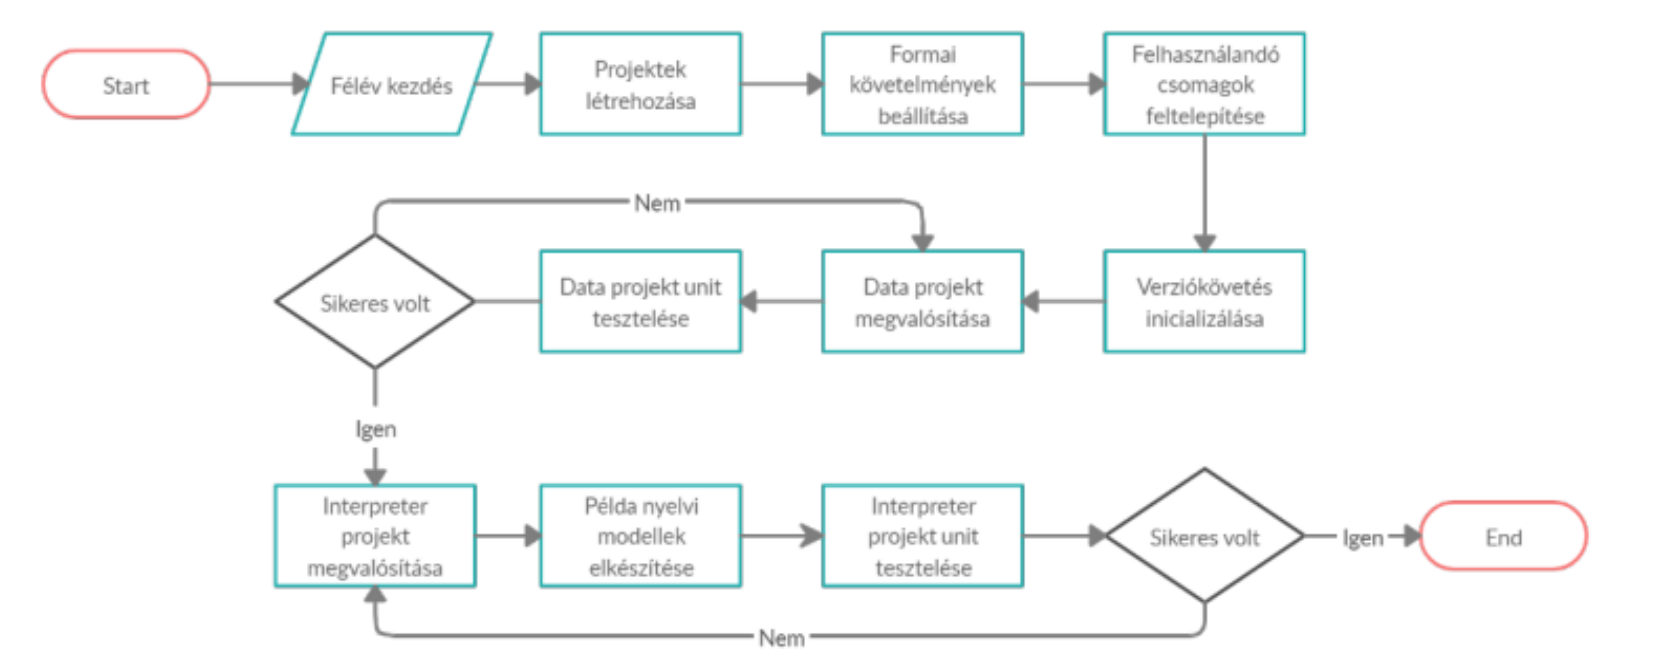 Start
Félév kezdés
Projektek
létrehozása
Formai
követelmények
beállítása
Felhasználandó
csomagok
feltelepítése
Nem
Sikeres volt
Data projekt unit
tesztelése
Data projekt
megvalósítása
Verziókövetés
inicializálása
Igen
Interpreter
projekt
megvalósítása
Példa nyelvi
modellek
elkészítése
Interpreter
projekt unit
tesztelése
Sikeres volt
Igen
End
Nem